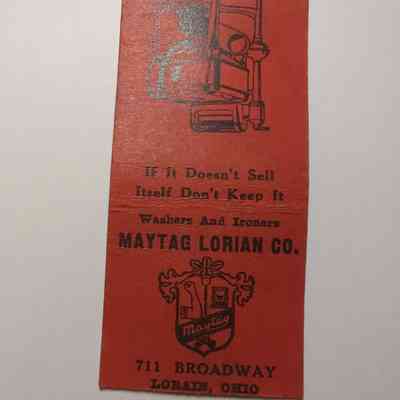 If It Doesn't Sell
Itself Don't Keep It
Washers And Ironers
MAYTAG LORIAN CO.
Maytag
711 BROADWAY
LORAIN, OHIO